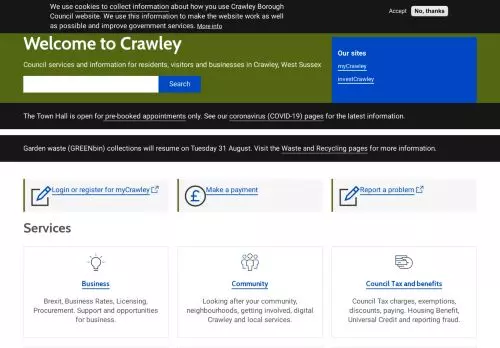 We use cookies to collect information about how you use Crawley Borough
Council website. We use this information to make the website work as well
as possible and improve government services. More info
Accept
No, thanks
Welcome to Crawley
Council services and information for residents, visitors and businesses in Crawley, West Sussex
Search
Our sites
myCrawley
investCrawley
The Town Hall is open for pre-booked appointments only. See our coronavirus (COVID-19) pages for the latest information.
Garden waste (GREENbin) collections will resume on Tuesday 31 August. Visit the Waste and Recycling pages for more information.
Login or register for myCrawley
£
Make a payment
Report a problem
Services
Business
Brexit, Business Rates, Licensing,
Procurement. Support and opportunities
for business.
Community
Looking after your community,
neighbourhoods, getting involved, digital
Crawley and local services.
Council Tax and benefits
Council Tax charges, exemptions,
discounts, paying. Housing Benefit,
Universal Credit and reporting fraud.